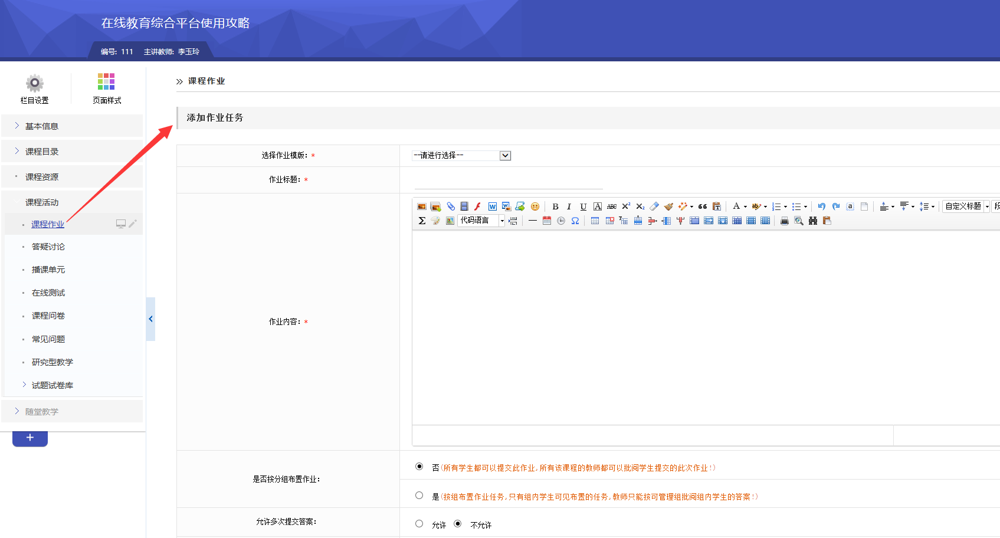 在线教育综合平台使用攻略
编号: 111 主讲教师: 李玉玲
栏目设置
页面样式
基本信息
课程目录
课程资源
课程活动
课程作业
答疑讨论
播课单元
在线测试
课程问卷
常见问题
研究型教学
试题试卷库
随堂教学
+
» 课程作业
添加作业任务
选择作业模版: *
--请进行选择--
作业标题: *
作业内容: *
自定义标题
段
代码语言
是否按分组布置作业:
否(所有学生都可以提交此作业,所有该课程的教师都可以批阅学生提交的此次作业!)
是(按组布置作业任务,只有组内学生可见布置的任务,教师只能按可管理组批阅组内学生的答案!)
允许多次提交答案:
允许 不允许